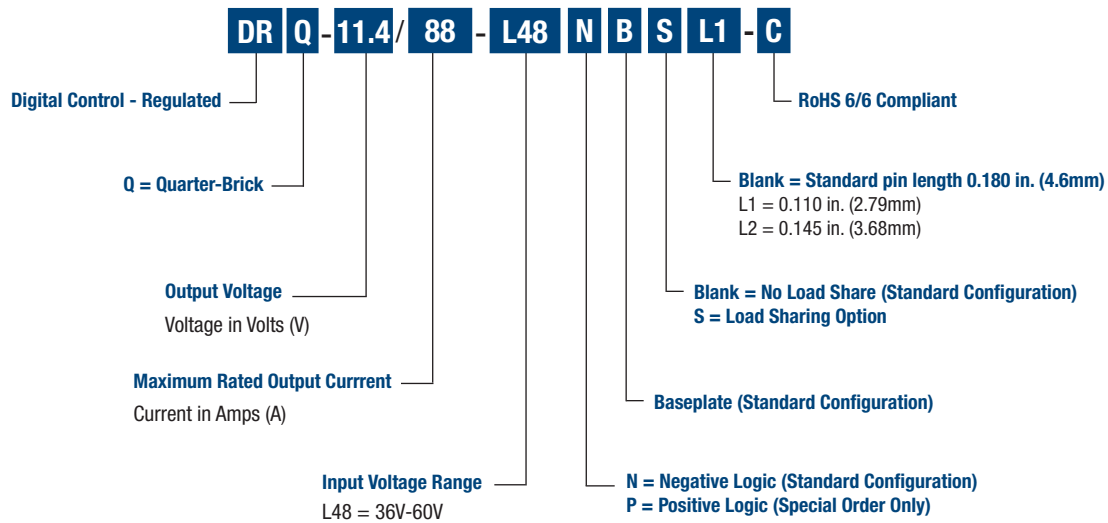 DR Q - 11.4 / 88 - L48 N B S L1 - C
Digital Control - Regulated
RoHS 6/6 Compliant
Q = Quarter-Brick
Blank = Standard pin length 0.180 in. (4.6mm)
L1 = 0.110 in. (2.79mm)
L2 = 0.145 in. (3.68mm)
Output Voltage
Voltage in Volts (V)
Blank = No Load Share (Standard Configuration)
S = Load Sharing Option
Maximum Rated Output Currrent
Current in Amps (A)
Baseplate (Standard Configuration)
Input Voltage Range
L48 = 36V-60V
N = Negative Logic (Standard Configuration)
P = Positive Logic (Special Order Only)